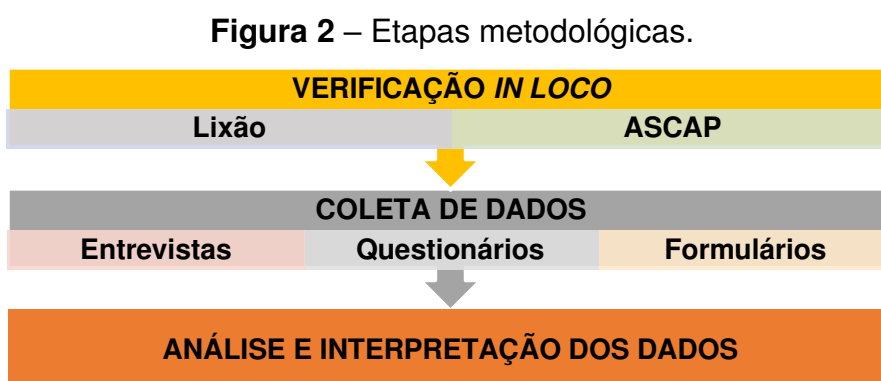 Figura 2 – Etapas metodológicas.
VERIFICAÇÃO IN LOCO
Lixão ASCAP
COLETA DE DADOS
Entrevistas Questionários Formulários
ANÁLISE E INTERPRETAÇÃO DOS DADOS